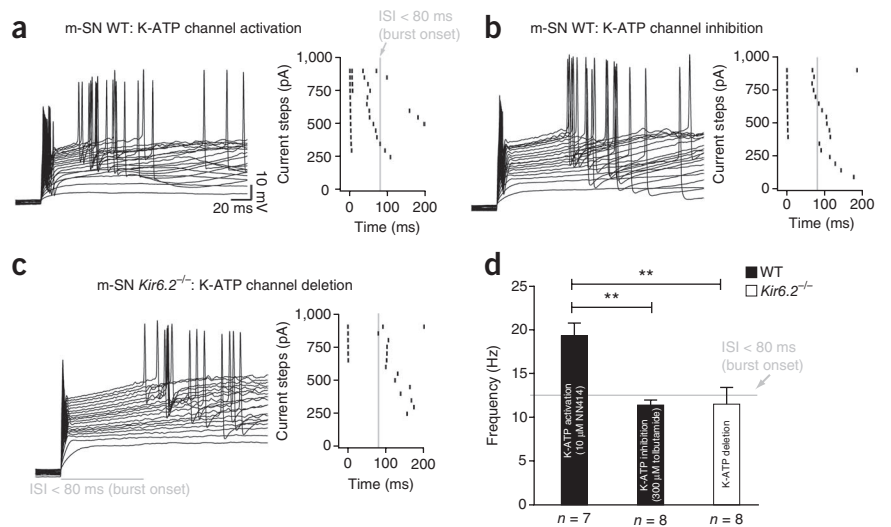 a
m-SN WT: K-ATP channel activation
10 mV
20 ms
ISI < 80 ms
(burst onset)
Current steps (pA)
1,000
750
500
250
0
0 100 200
Time (ms)
b
m-SN WT: K-ATP channel inhibition
Current steps (pA)
1,000
750
500
250
0
0 100 200
Time (ms)
c
m-SN Kir6.2–/–: K-ATP channel deletion
ISI < 80 ms (burst onset)
Current steps (pA)
1,000
750
500
250
0
0 100 200
Time (ms)
d
WT
Kir6.2–/–
**
**
ISI < 80 ms
(burst onset)
Frequency (Hz)
25
20
15
10
5
0
K-ATP activation
(10 µM NN414)
K-ATP inhibition
(300 µM tolbutamide)
K-ATP deletion
n = 7 n = 8 n = 8